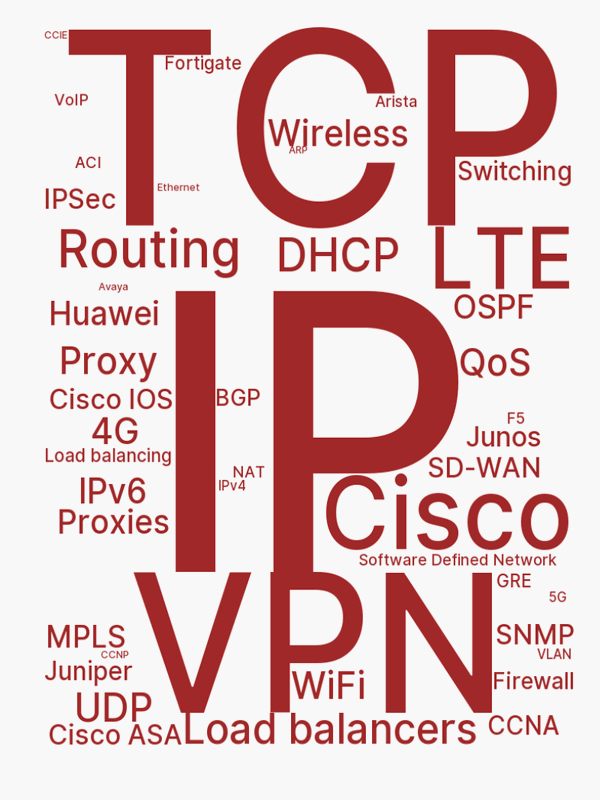 CCIE
TCP
Fortigate
VoIP
Arista
Wireless
ARP
ACI
Switching
Ethernet
IPSec
Routing
DHCP
LTE
Avaya
OSPF
Huawei
IP
Proxy
QoS
Cisco IOS
BGP
F5
4G
Junos
Load balancing
SD-WAN
NAT
IPv4
IPv6
Cisco
Proxies
Software Defined Network
VPN
GRE
5G
MPLS
SNMP
CCNP
VLAN
Juniper
WiFi
Firewall
UDP
CCNA
Load balancers
Cisco ASA